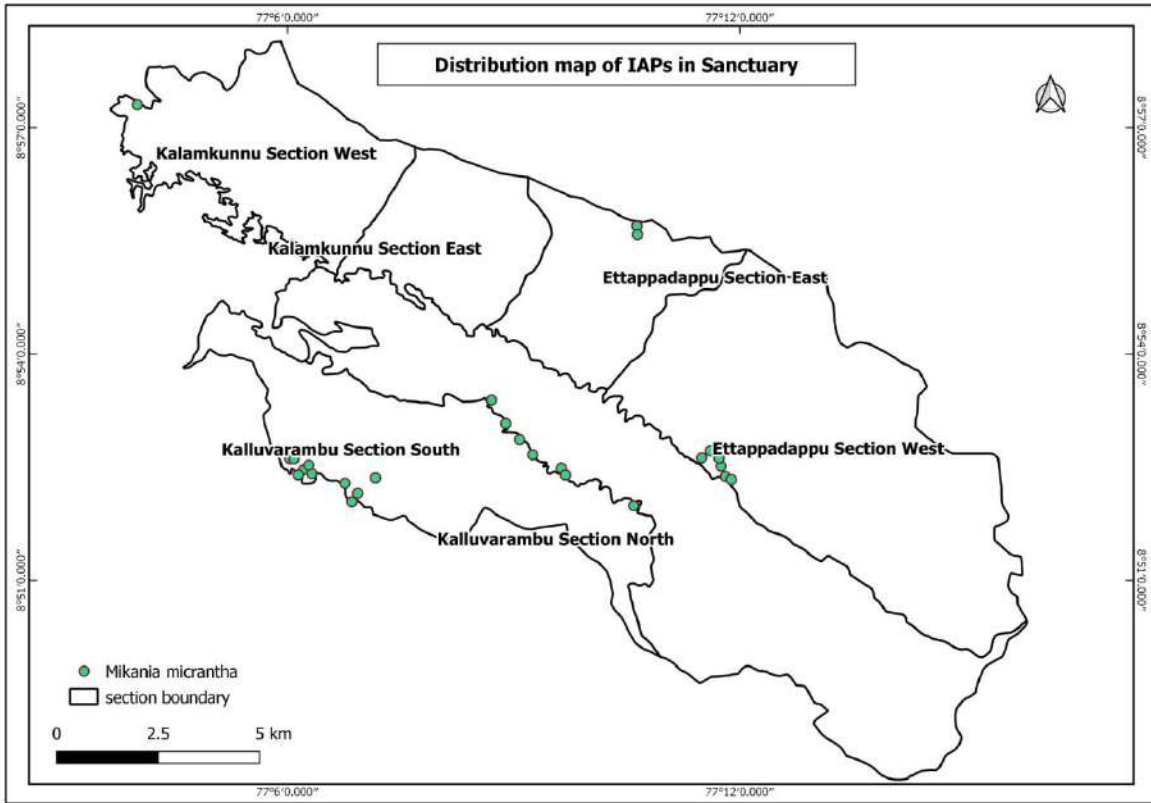 77°6'0.000"
77°12'0.000"
Distribution map of IAPs in Sanctuary
8°57'0.000"
8°57'0.000"
Kalamkunnu Section West
Kalamkunnu Section East
Ettappadappu Section East
8°54'0.000"
8°54'0.000"
Kalluvarambu Section South
Ettappadappu Section West
Kalluvarambu Section North
8°51'0.000"
8°51'0.000"
Mikania micrantha
section boundary
0 2.5 5 km
77°6'0.000"
77°12'0.000"